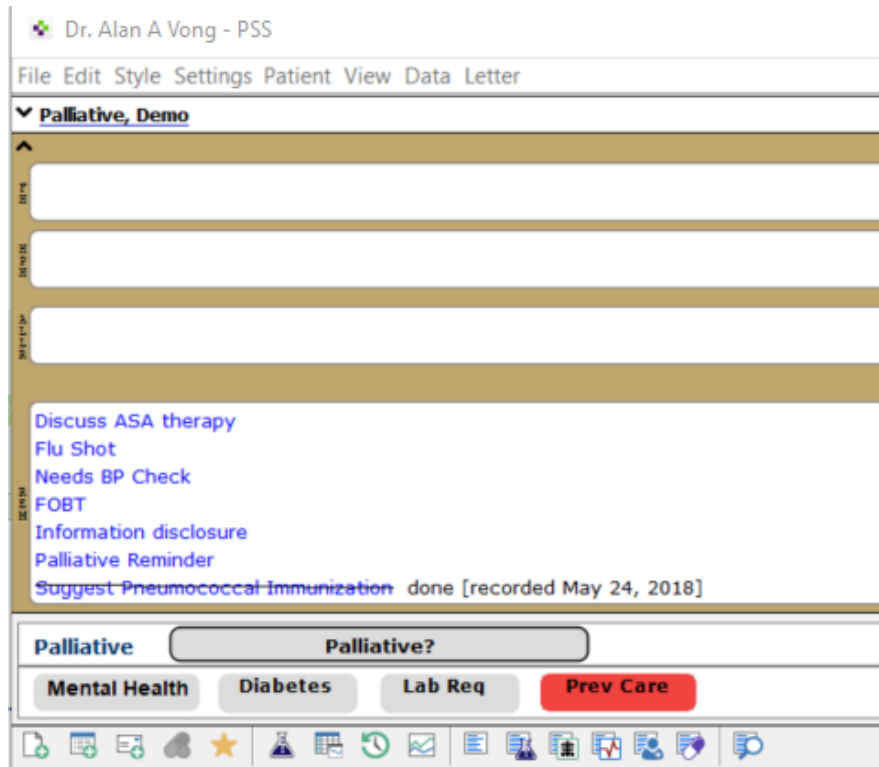 Dr. Alan A Vong - PSS
File Edit Style Settings Patient View Data Letter
Palliative, Demo
Discuss ASA therapy
Flu Shot
Needs BP Check
FOBT
Information disclosure
Palliative Reminder
Suggest Pneumococcal Immunization done [recorded May 24, 2018]
Palliative Palliative?
Mental Health Diabetes Lab Req Prev Care